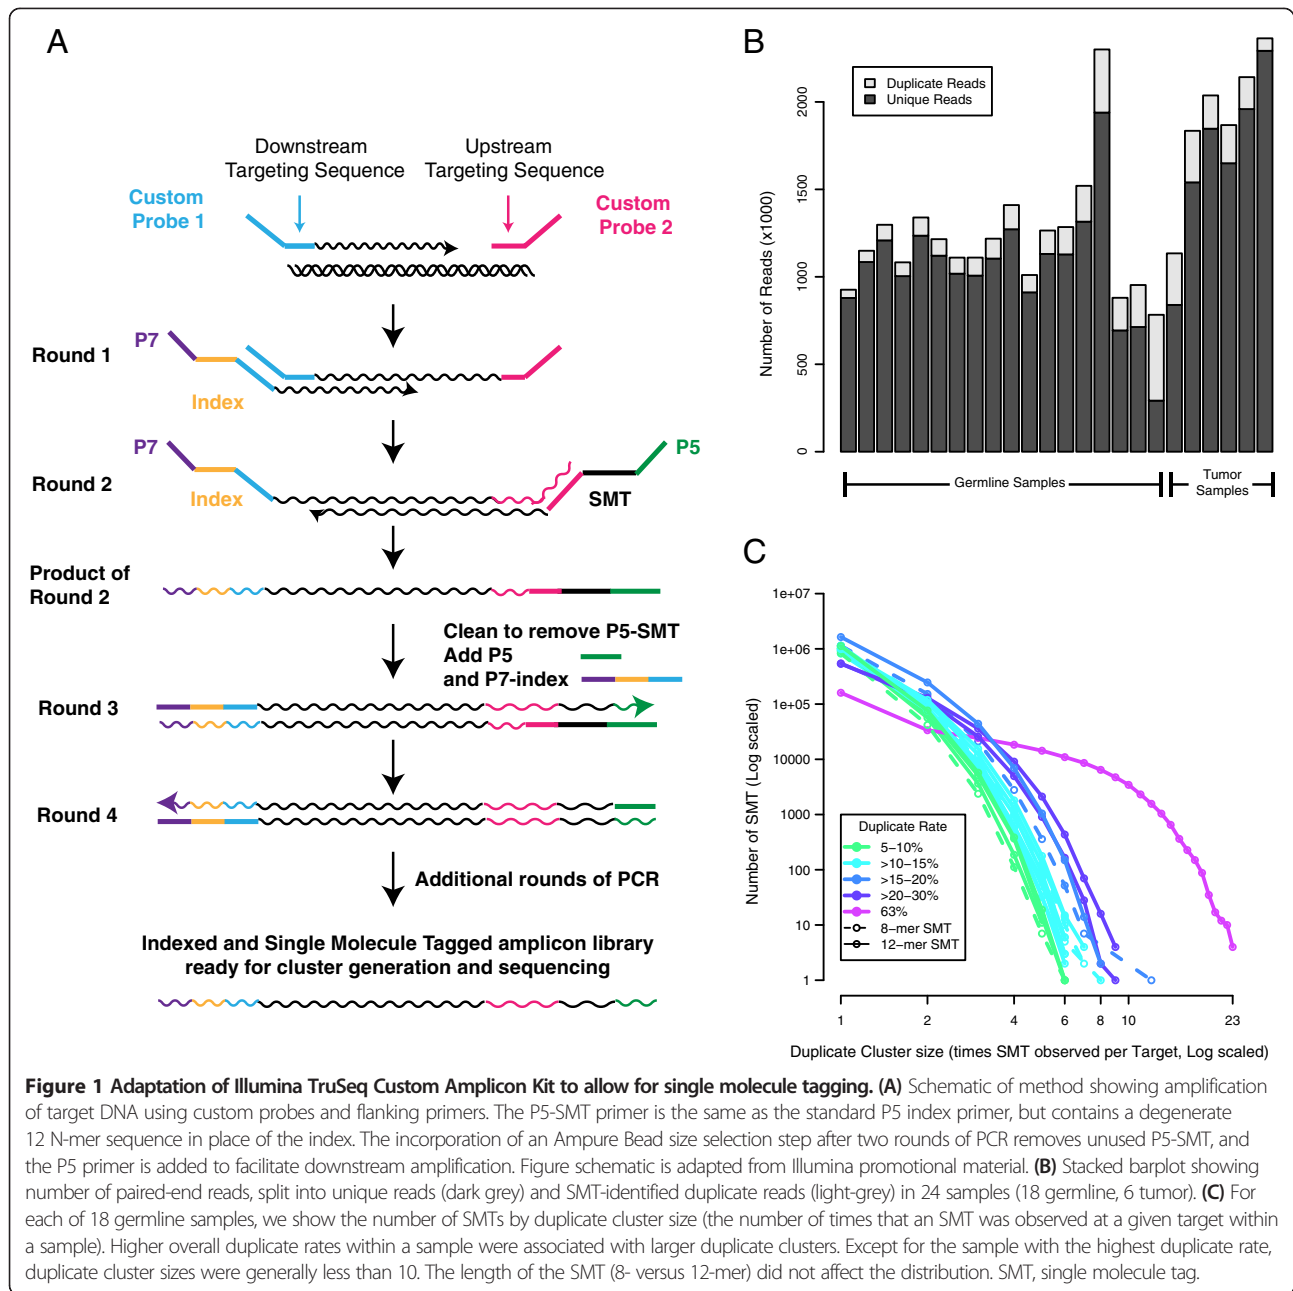 A
Downstream
Targeting Sequence
Upstream
Targeting Sequence
Custom
Probe 1
Custom
Probe 2
Round 1
P7
Index
Round 2
P7
Index
SMT
P5
Product of
Round 2
Clean to remove P5-SMT
Add P5
and P7-index
Round 3
Round 4
Additional rounds of PCR
Indexed and Single Molecule Tagged amplicon library
ready for cluster generation and sequencing
B
Number of Reads (x1000)
2000
1500
1000
500
0
Duplicate Reads
Unique Reads
Germline Samples
Tumor
Samples
C
Number of SMT (Log scaled)
1e+07
1e+06
1e+05
10000
1000
100
10
1
Duplicate Rate
5−10%
>10−15%
>15−20%
>20−30%
63%
8−mer SMT
12−mer SMT
1
2
4
6
8
10
23
Duplicate Cluster size (times SMT observed per Target, Log scaled)
Figure 1 Adaptation of Illumina TruSeq Custom Amplicon Kit to allow for single molecule tagging. (A) Schematic of method showing amplification
of target DNA using custom probes and flanking primers. The P5-SMT primer is the same as the standard P5 index primer, but contains a degenerate
12 N-mer sequence in place of the index. The incorporation of an Ampure Bead size selection step after two rounds of PCR removes unused P5-SMT, and
the P5 primer is added to facilitate downstream amplification. Figure schematic is adapted from Illumina promotional material. (B) Stacked barplot showing
number of paired-end reads, split into unique reads (dark grey) and SMT-identified duplicate reads (light-grey) in 24 samples (18 germline, 6 tumor). (C) For
each of 18 germline samples, we show the number of SMTs by duplicate cluster size (the number of times that an SMT was observed at a given target within
a sample). Higher overall duplicate rates within a sample were associated with larger duplicate clusters. Except for the sample with the highest duplicate rate,
duplicate cluster sizes were generally less than 10. The length of the SMT (8- versus 12-mer) did not affect the distribution. SMT, single molecule tag.